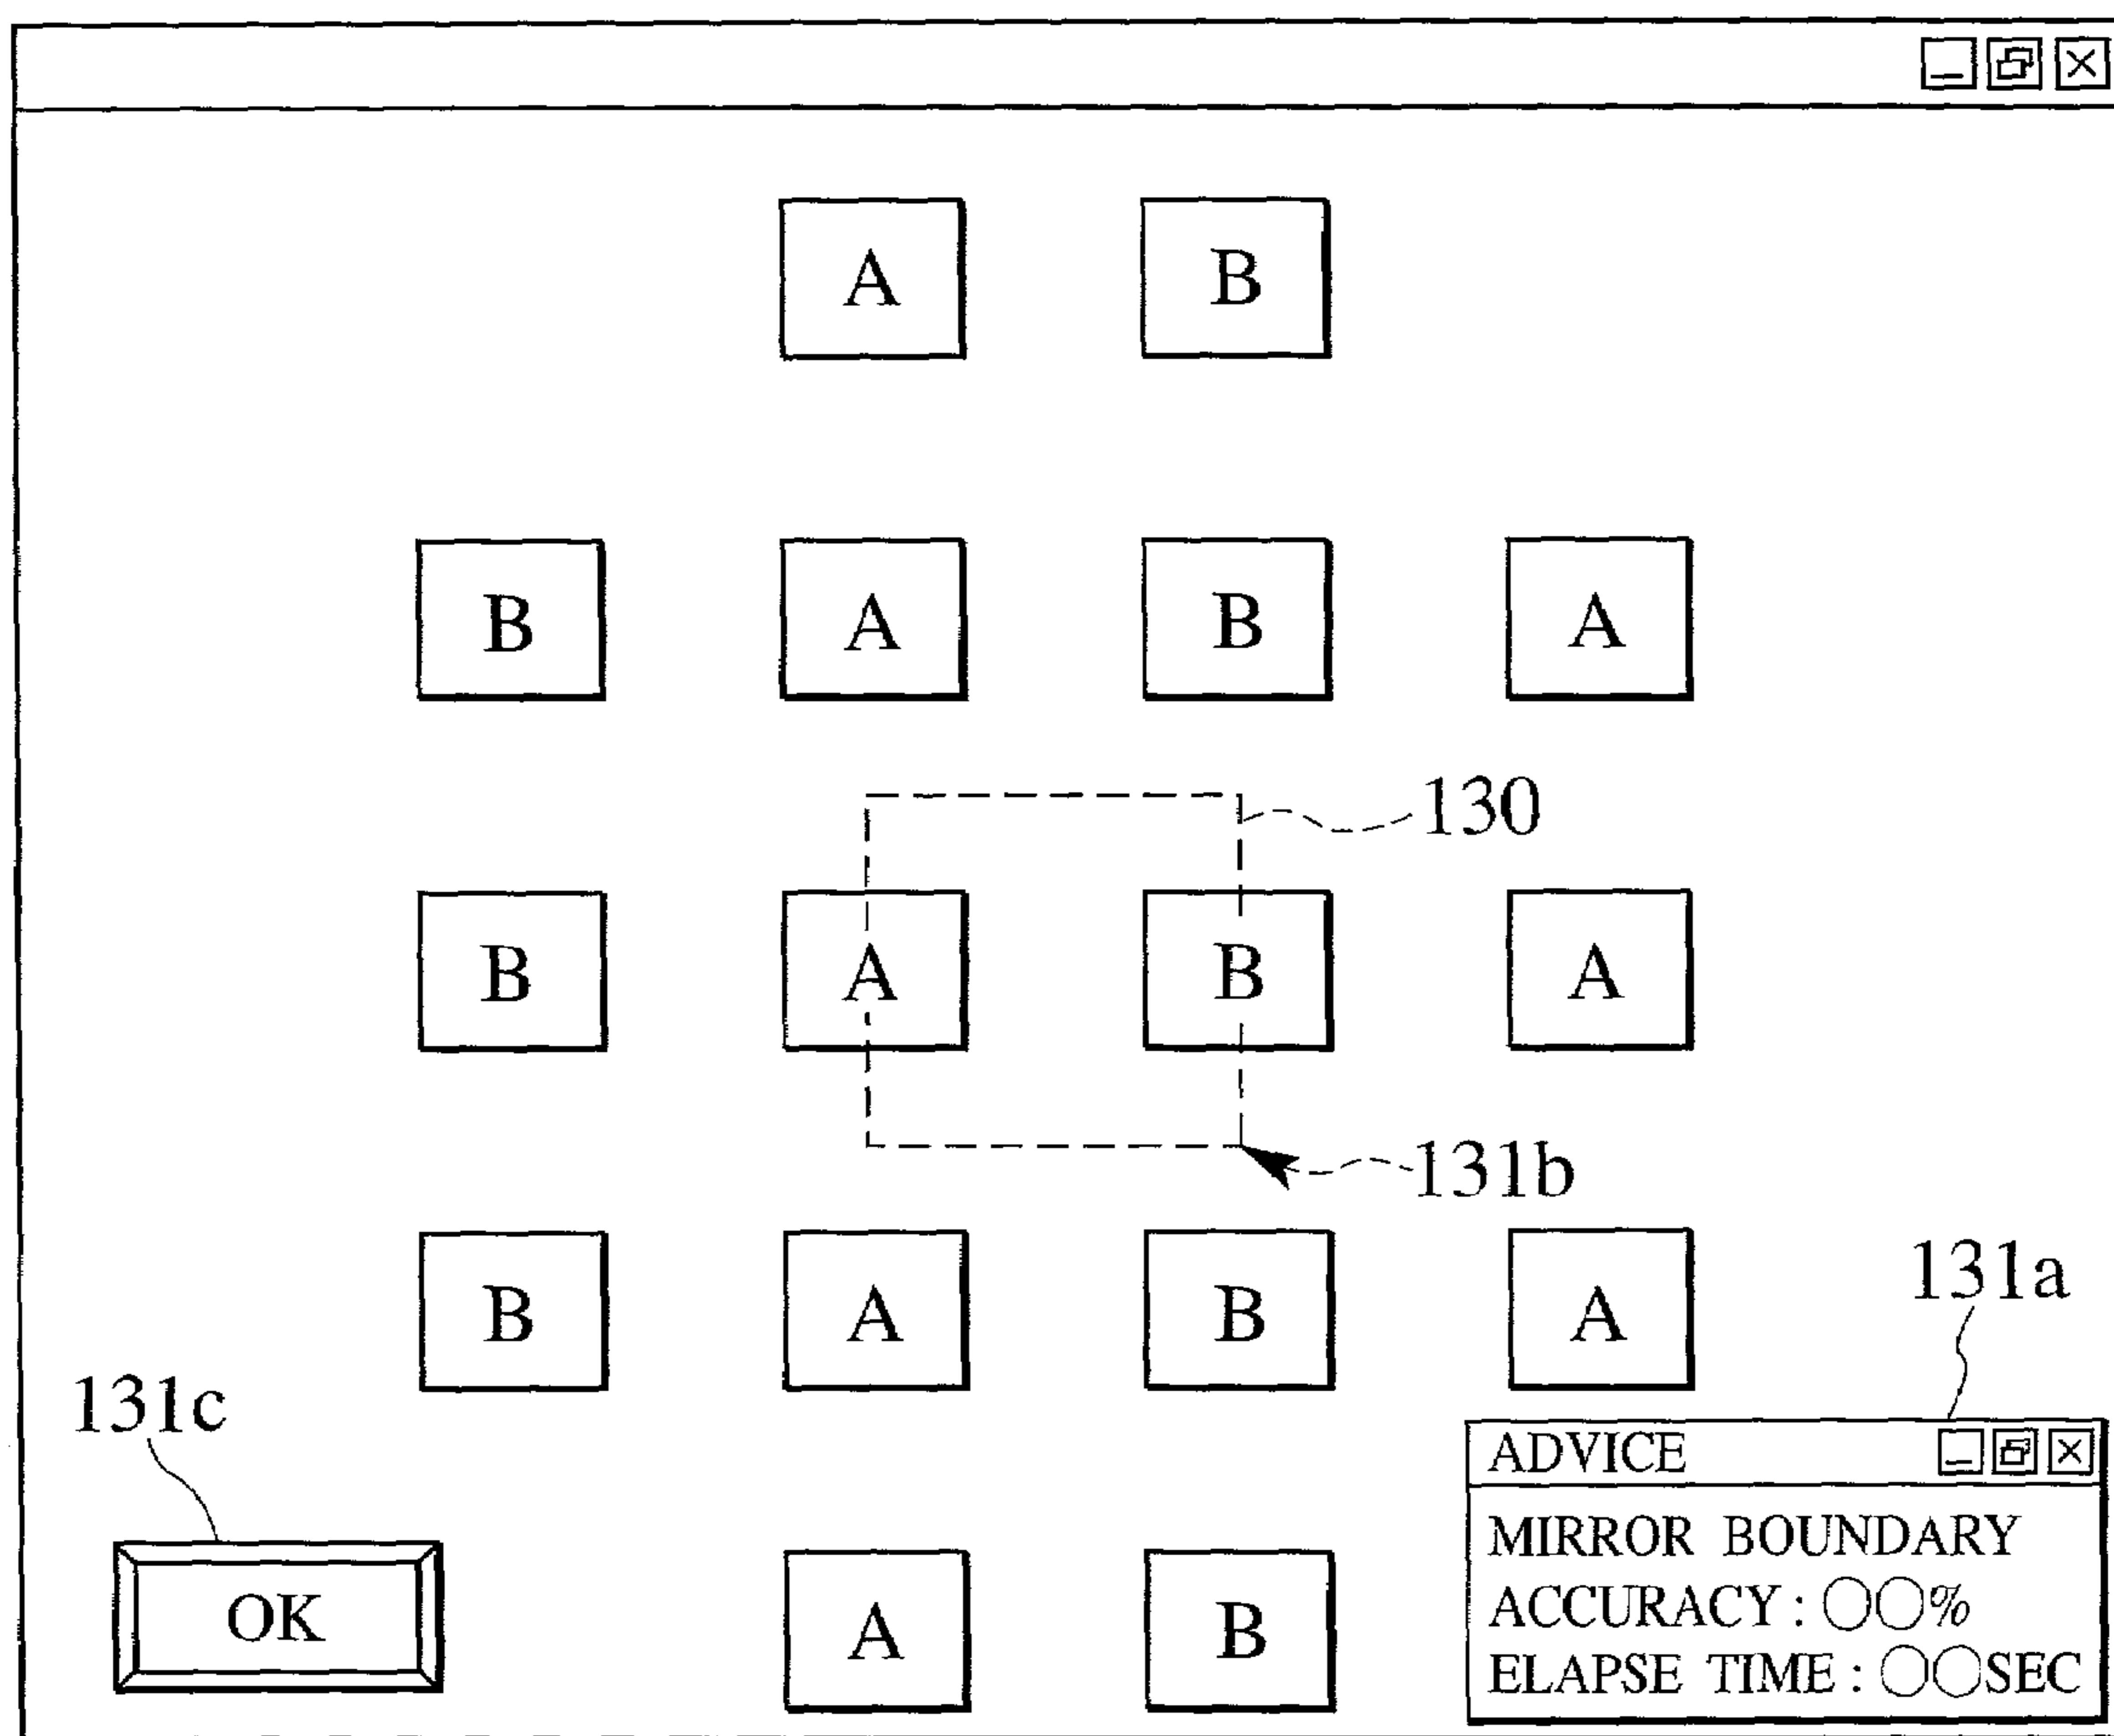 A B
B A B A
130
B A B A
131b
B A B A
131a
131c
ADVICE
MIRROR BOUNDARY
ACCURACY : ○○%
ELAPSE TIME : ○○SEC
OK
A B